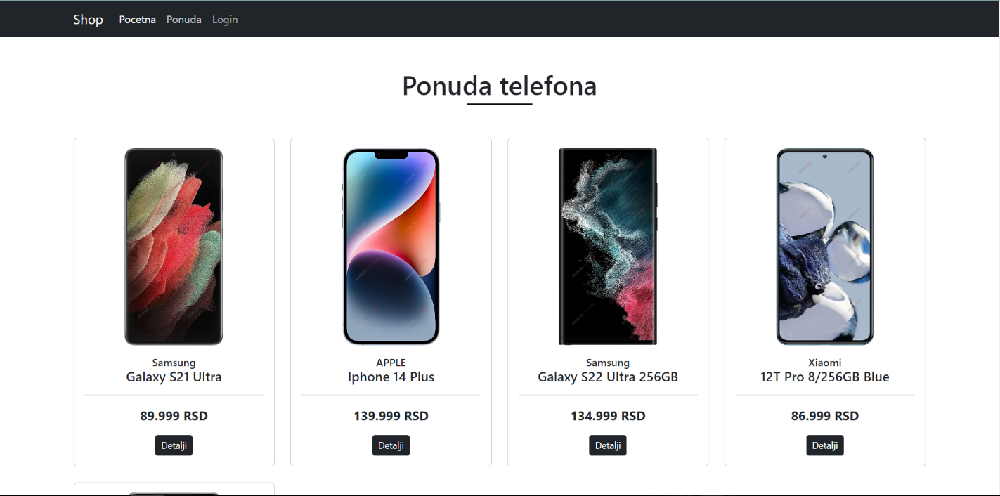 Shop Pocetna Ponuda Login
Ponuda telefona
Samsung
Galaxy S21 Ultra
89.999 RSD
Detalji
APPLE
Iphone 14 Plus
139.999 RSD
Detalji
Samsung
Galaxy S22 Ultra 256GB
134.999 RSD
Detalji
Xiaomi
12T Pro 8/256GB Blue
86.999 RSD
Detalji